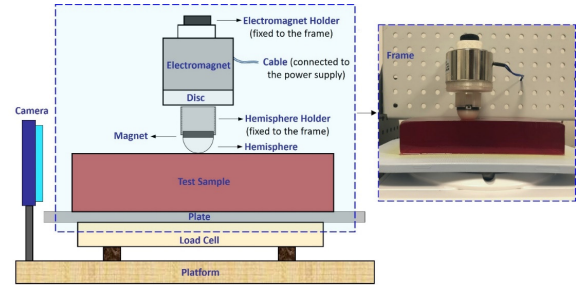 Electromagnet Holder
(fixed to the frame)
Electromagnet
Cable (connected to
the power supply)
Disc
Camera
Hemisphere Holder
(fixed to the frame)
Magnet
Hemisphere
Test Sample
Plate
Load Cell
Platform
Frame